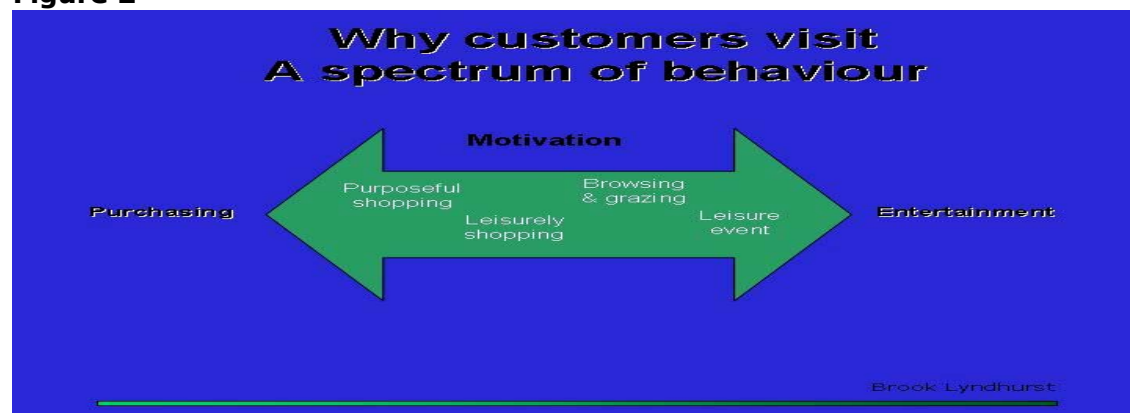 Figure 2
Why customers visit
A spectrum of behaviour
Motivation
Purchasing
Purposeful
shopping
Leisurely
shopping
Browsing
& grazing
Leisure
event
Entertainment
Brook Lyndhurst